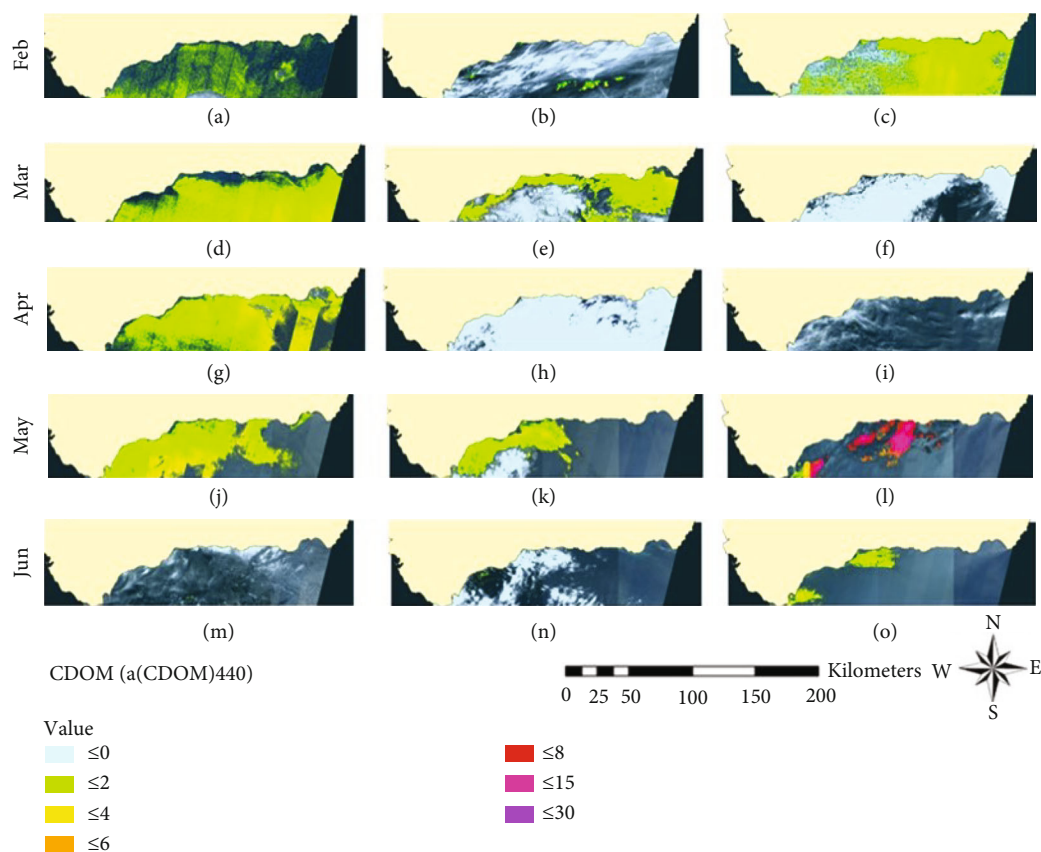 Feb
(a) (b) (c)
Mar
(d) (e) (f)
Apr
(g) (h) (i)
May
(j) (k) (l)
Jun
(m) (n) (o)
N
CDOM (a(CDOM)440)
Kilometers W E
0 25 50 100 150 200
S
Value
≤0 ≤8
≤2 ≤15
≤4 ≤30
≤6